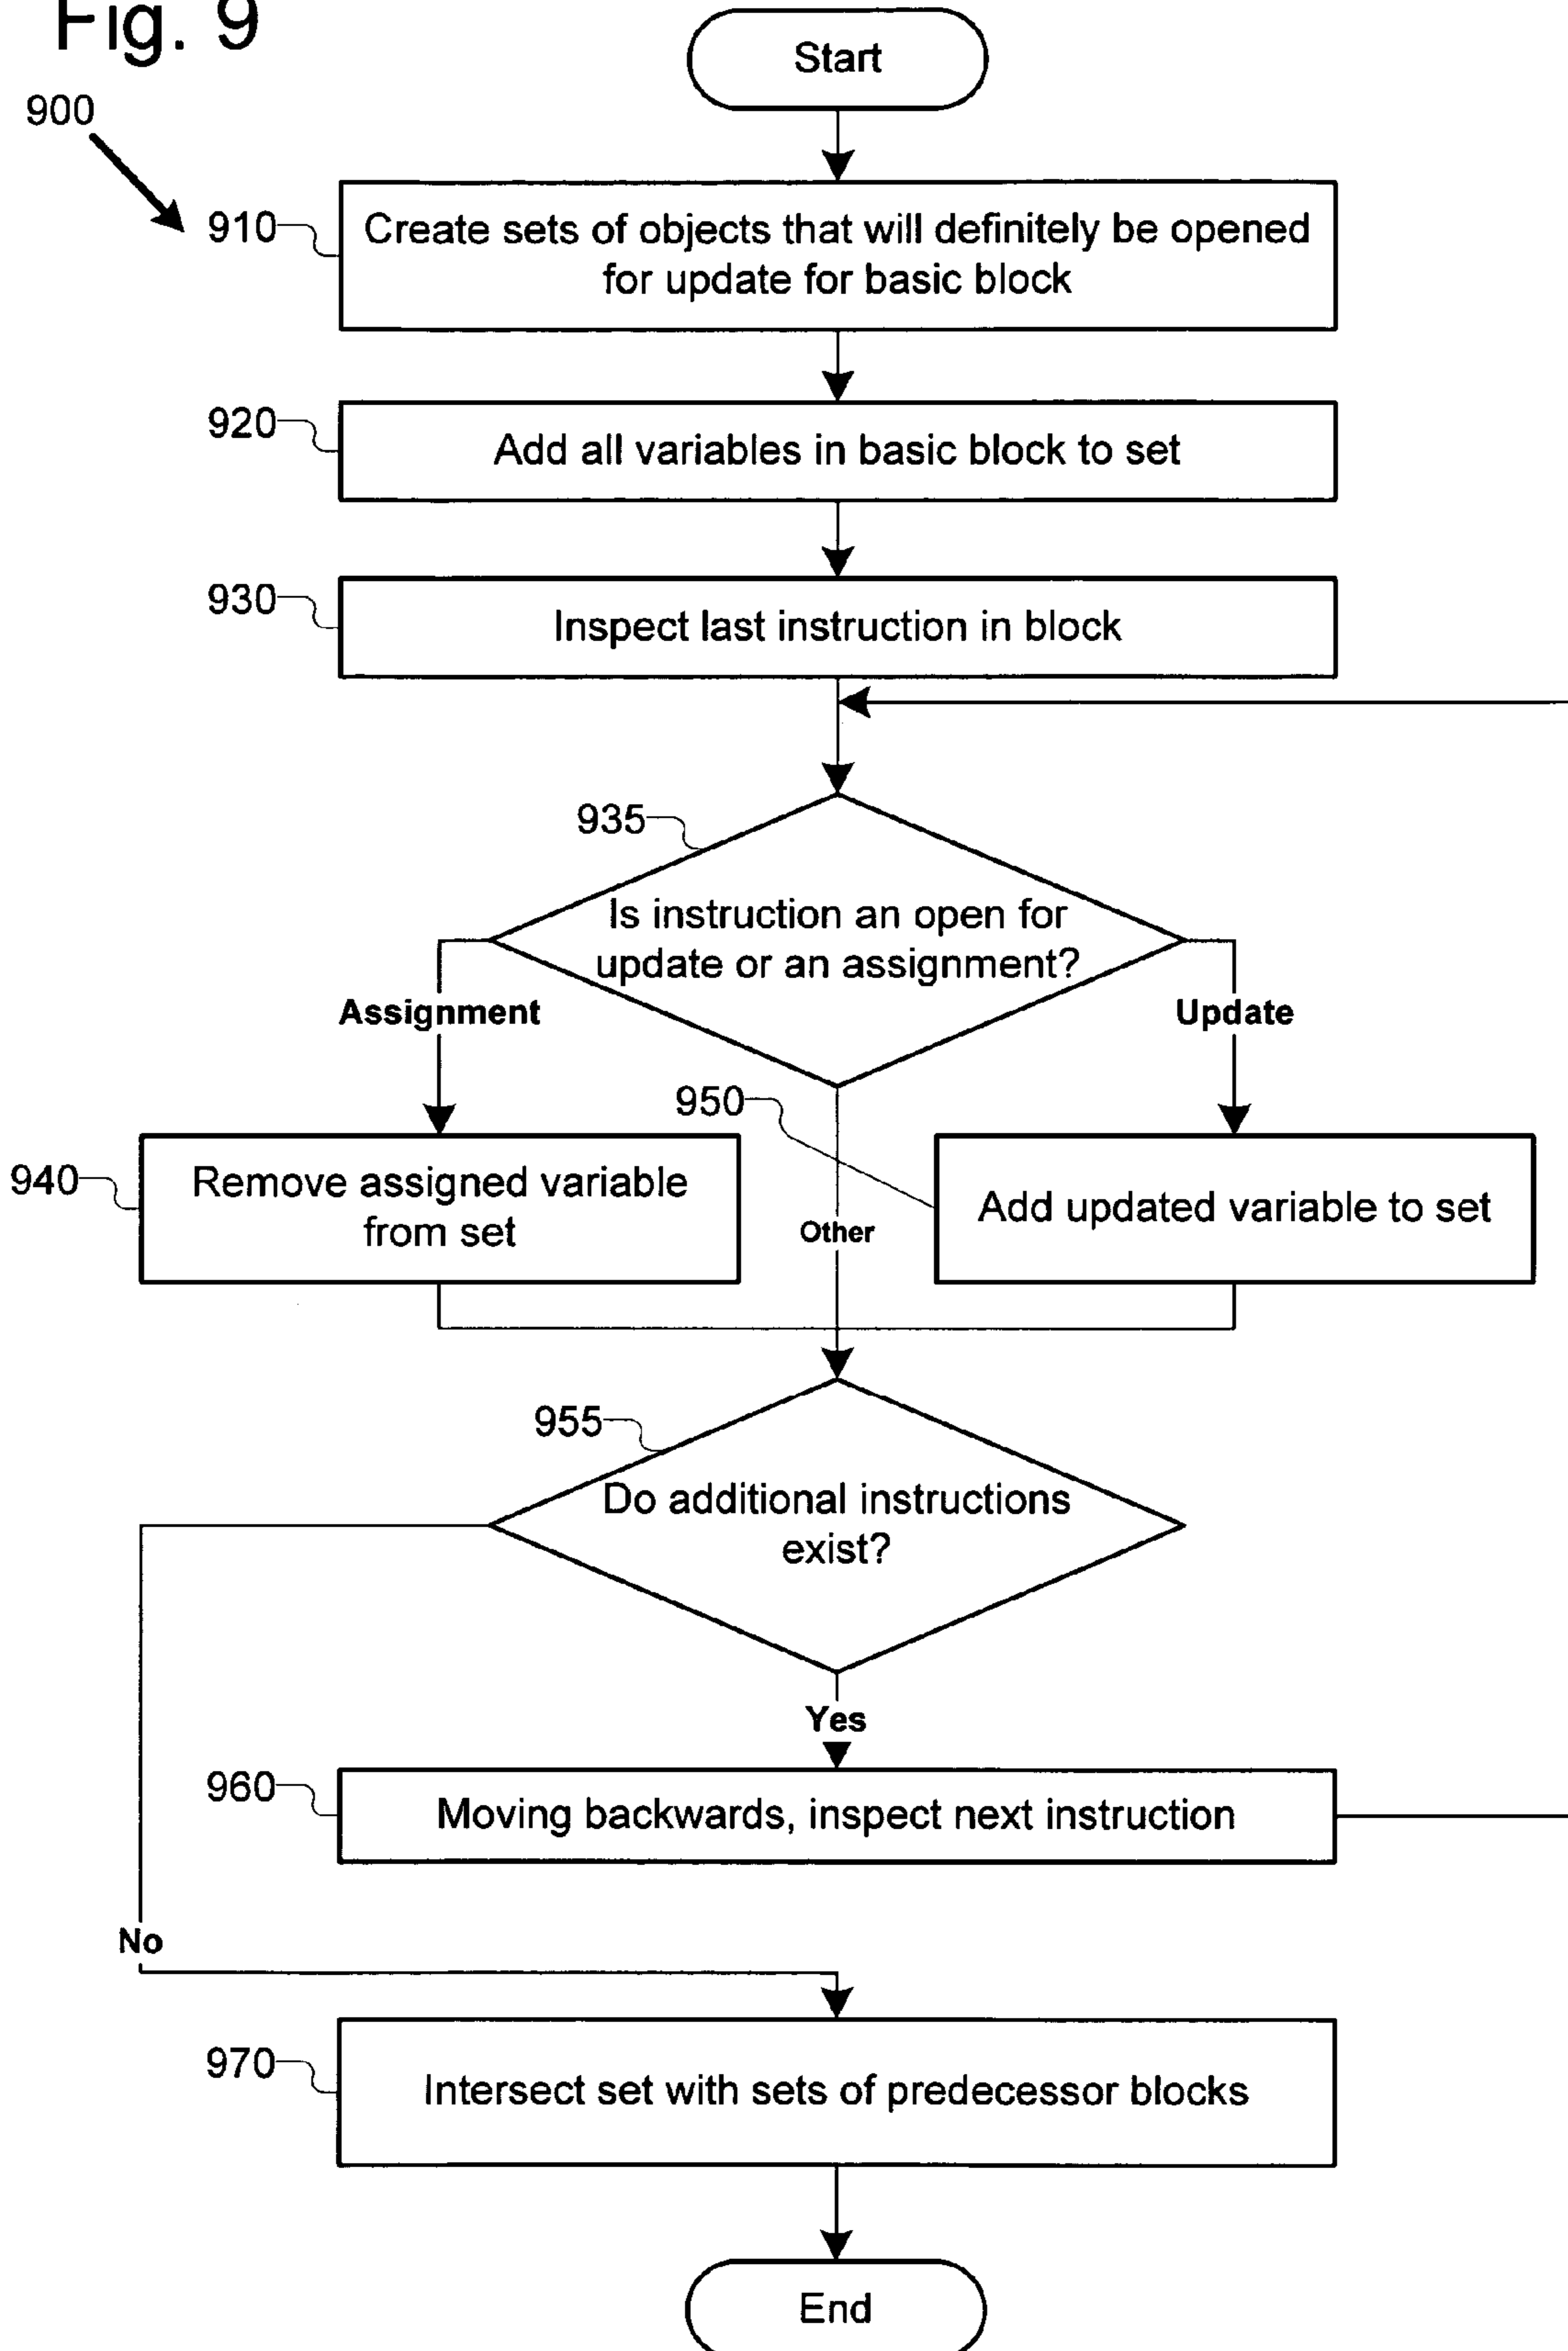 Fig. 9
Start
900
910
Create sets of objects that will definitely be opened
for update for basic block
920
Add all variables in basic block to set
930
Inspect last instruction in block
935
Is instruction an open for
update or an assignment?
Assignment
Update
950
940
Remove assigned variable
from set
Other
Add updated variable to set
955
Do additional instructions
exist?
Yes
960
Moving backwards, inspect next instruction
No
970
Intersect set with sets of predecessor blocks
End